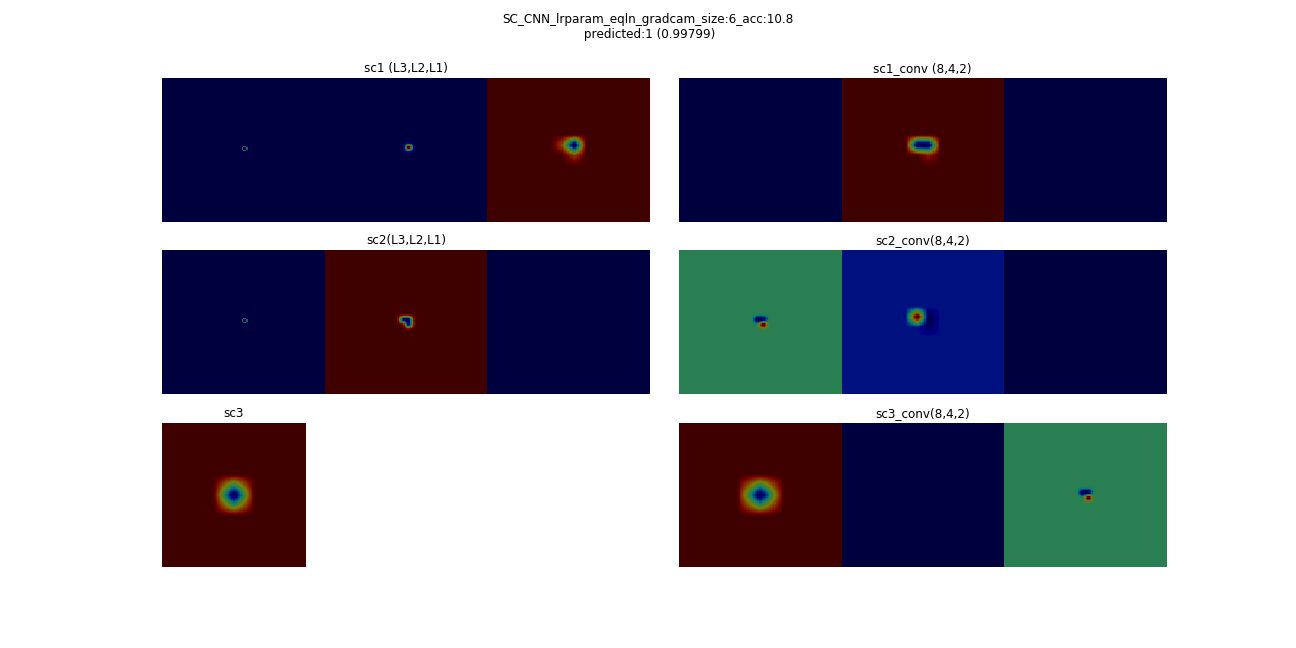 SC_CNN_lrparam_eqln_gradcam_size:6_acc:10.8
predicted:1 (0.99799)
sc1 (L3,L2,L1)
sc1_conv (8,4,2)
sc2(L3,L2,L1)
sc2_conv(8,4,2)
sc3
sc3_conv(8,4,2)